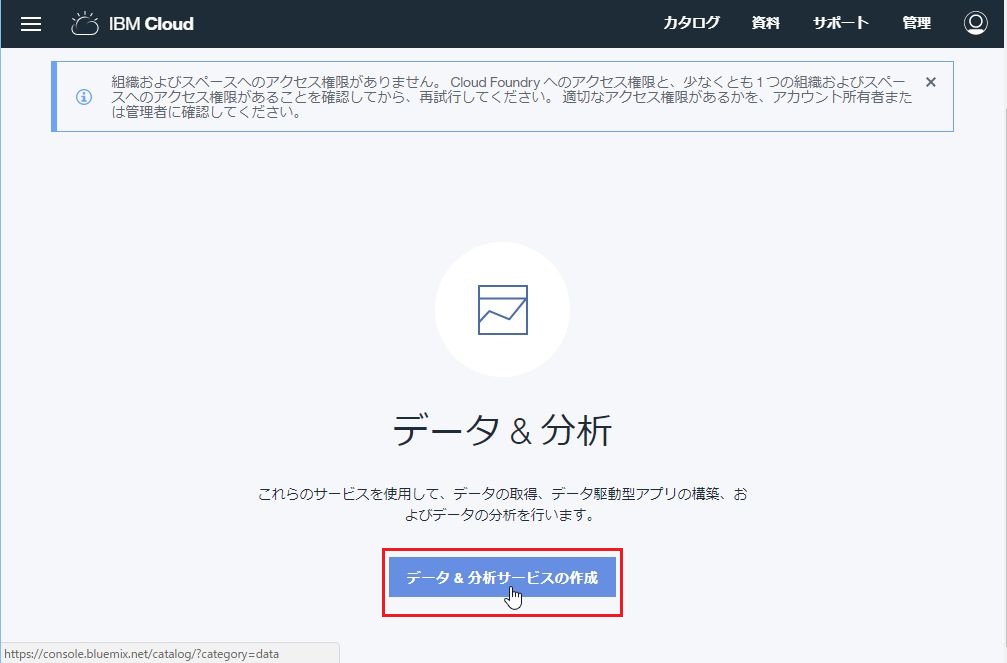 IBM Cloud カタログ 資料 サポート 管理
組織およびスペースへのアクセス権限がありません。 Cloud Foundry へのアクセス権限と、少なくとも 1 つの組織およびスペー
スへのアクセス権限があることを確認してから、再試行してください。 適切なアクセス権限があるかを、アカウント所有者また
は管理者に確認してください。
データ & 分析
これらのサービスを使用して、データの取得、データ駆動型アプリの構築、お
よびデータの分析を行います。
データ & 分析サービスの作成
https://console.bluemix.net/catalog/?category=data